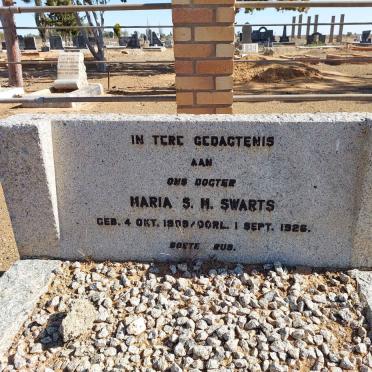 IN TERE GEDAGTENIS
AAN
ONS DOGTER
MARIA S. M. SWARTS
GEB. 4 OKT. 1909/OORL. 1 SEPT. 1926.
SOETE RUS.